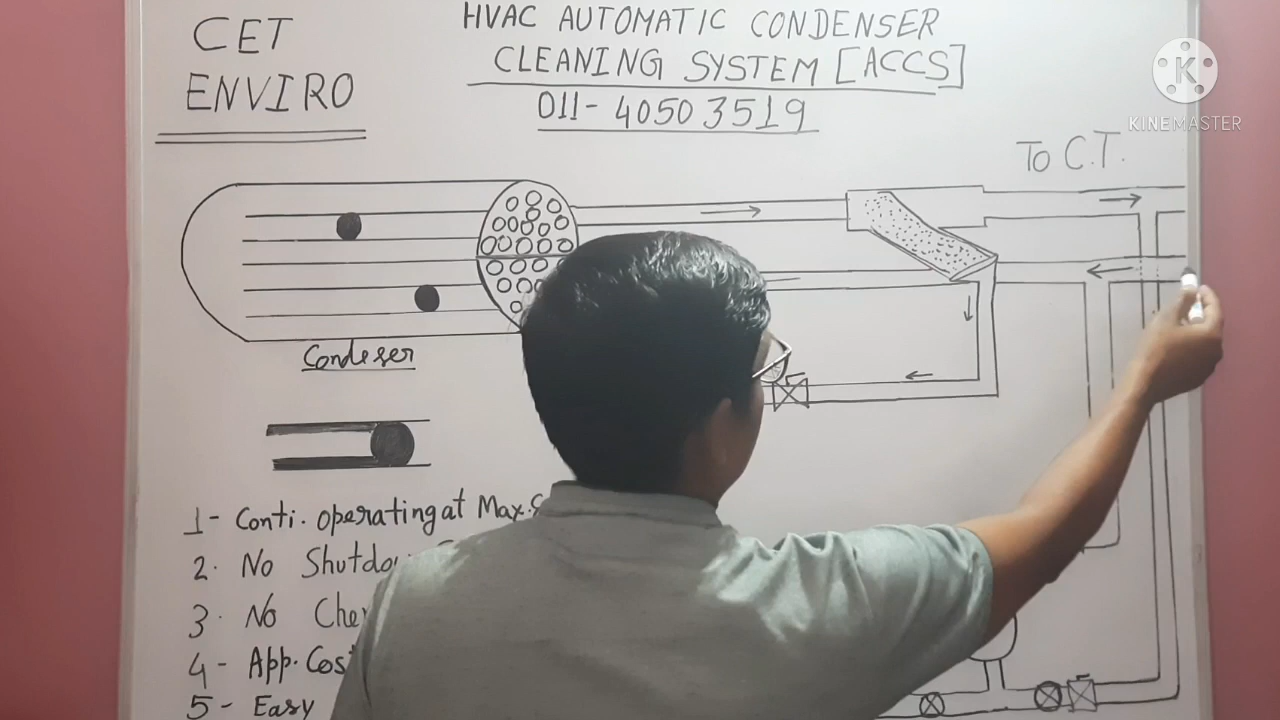 CET
ENVIRO
HVAC AUTOMATIC CONDENSER
CLEANING SYSTEM [ACCS]
011- 40503519
KINEMASTER
To C.T.
Condeser
1- Conti. operating at Max.
2. No
3. No
4- App.
5- Easy